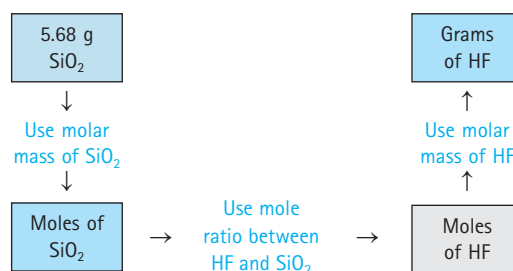 5.68 g
SiO₂
↓
Use molar
mass of SiO₂
↓
Moles of
SiO₂
→
Use mole
ratio between
HF and SiO₂
→
Moles
of HF
↑
Use molar
mass of HF
↑
Grams
of HF